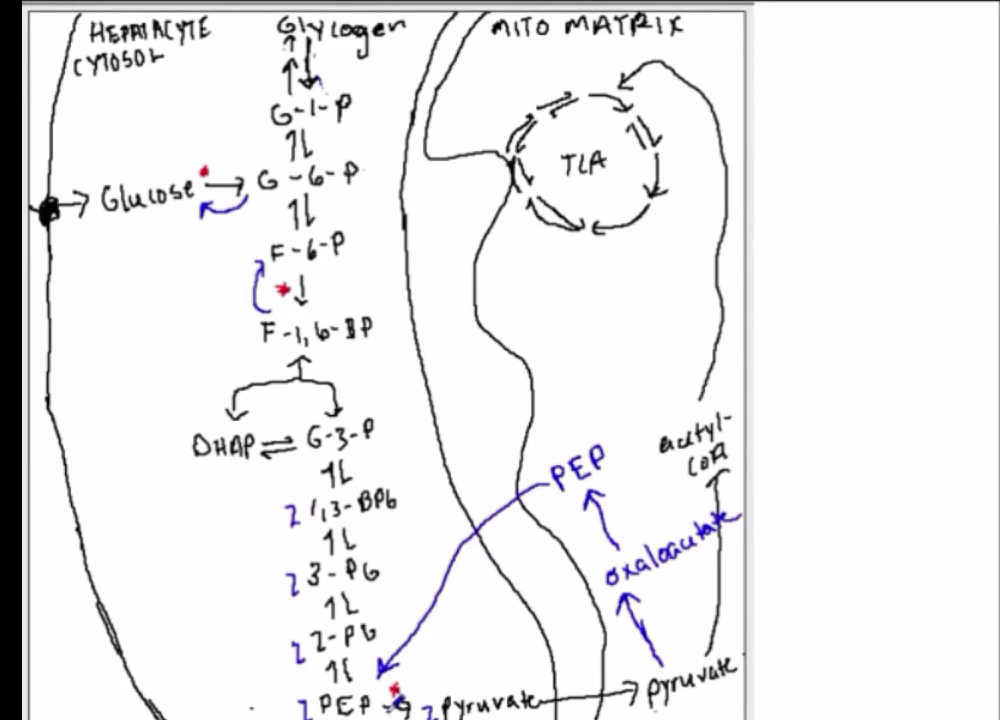 HEPATACYTE
CYTOSOL
Glycogen
MITO MATRIX
G-1-P
Glucose
G-6-P
TCA
F-6-P
F-1,6-BP
DHAP
G-3-P
acetyl-
CoA
2 1,3-BPG
PEP
2 3-PG
oxaloacetate
2 2-PG
2 PEP
2 pyruvate
pyruvate